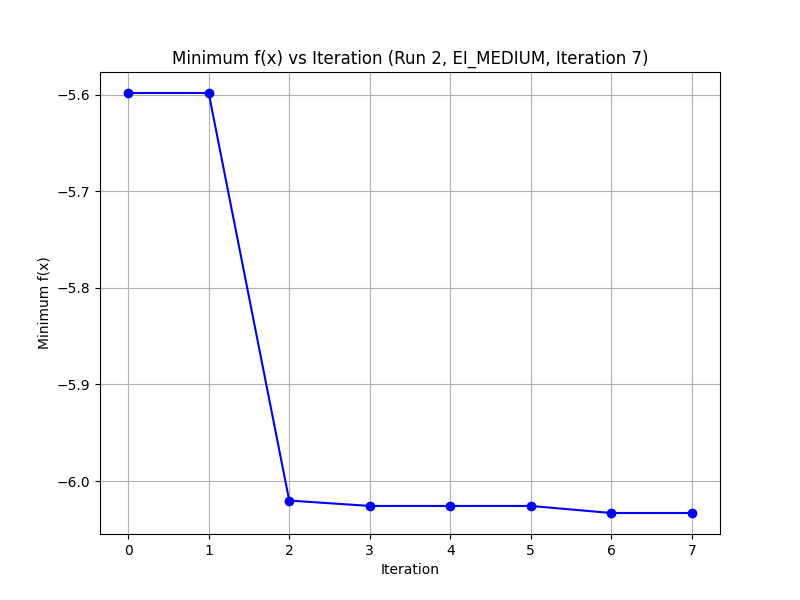 Minimum f(x) vs Iteration (Run 2, EI_MEDIUM, Iteration 7)
Minimum f(x)
−5.6
−5.7
−5.8
−5.9
−6.0
0 1 2 3 4 5 6 7
Iteration